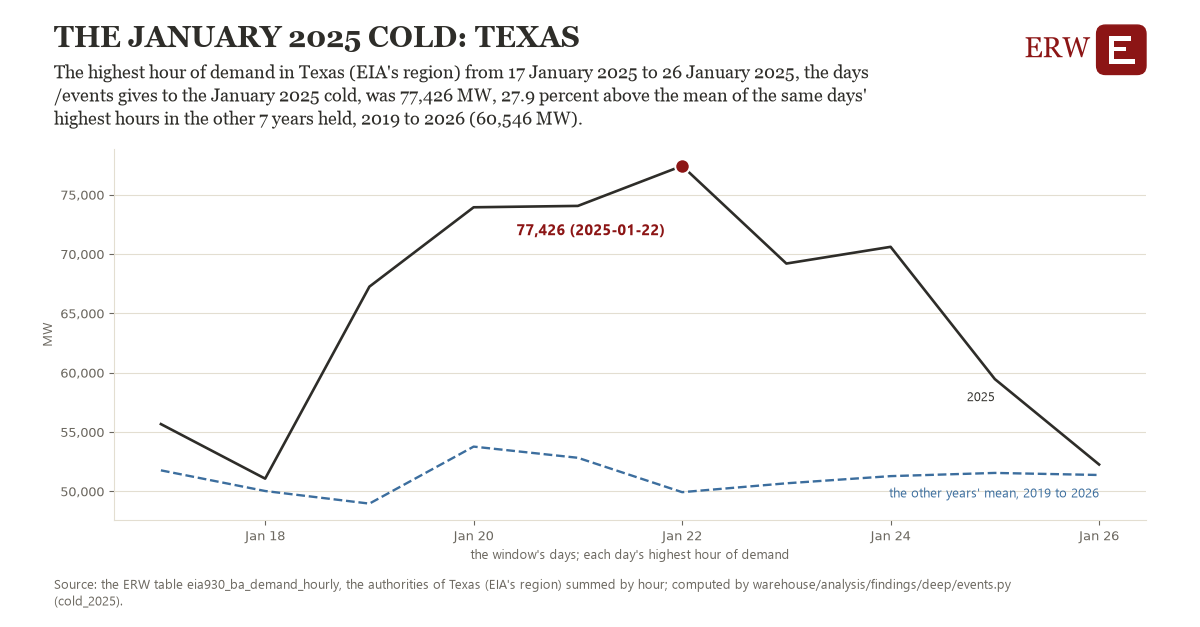 THE JANUARY 2025 COLD: TEXAS
ERW E
The highest hour of demand in Texas (EIA's region) from 17 January 2025 to 26 January 2025, the days
/events gives to the January 2025 cold, was 77,426 MW, 27.9 percent above the mean of the same days'
highest hours in the other 7 years held, 2019 to 2026 (60,546 MW).
75,000
70,000
65,000
60,000
55,000
50,000
MW
77,426 (2025-01-22)
2025
the other years' mean, 2019 to 2026
Jan 18
Jan 20
Jan 22
Jan 24
Jan 26
the window's days; each day's highest hour of demand
Source: the ERW table eia930_ba_demand_hourly, the authorities of Texas (EIA's region) summed by hour; computed by warehouse/analysis/findings/deep/events.py
(cold_2025).